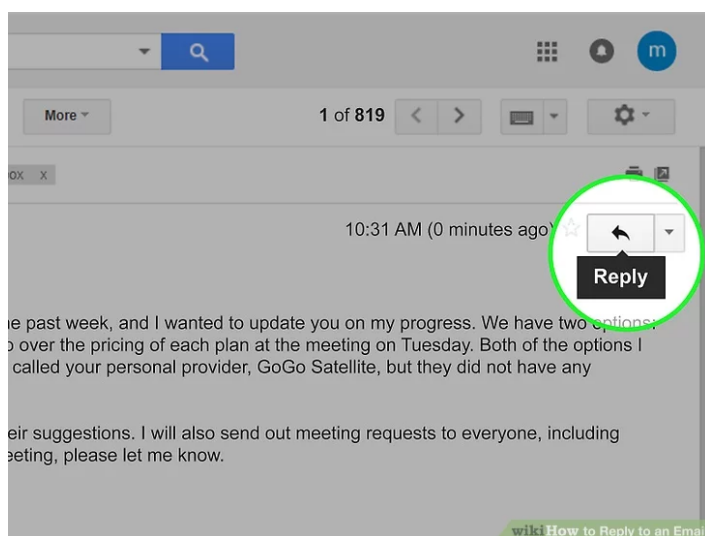 m
More
1 of 819
ox x
10:31 AM (0 minutes ago)
Reply
e past week, and I wanted to update you on my progress. We have two options:
over the pricing of each plan at the meeting on Tuesday. Both of the options I
called your personal provider, GoGo Satellite, but they did not have any
eir suggestions. I will also send out meeting requests to everyone, including
eeting, please let me know.
wikiHow to Reply to an Emai